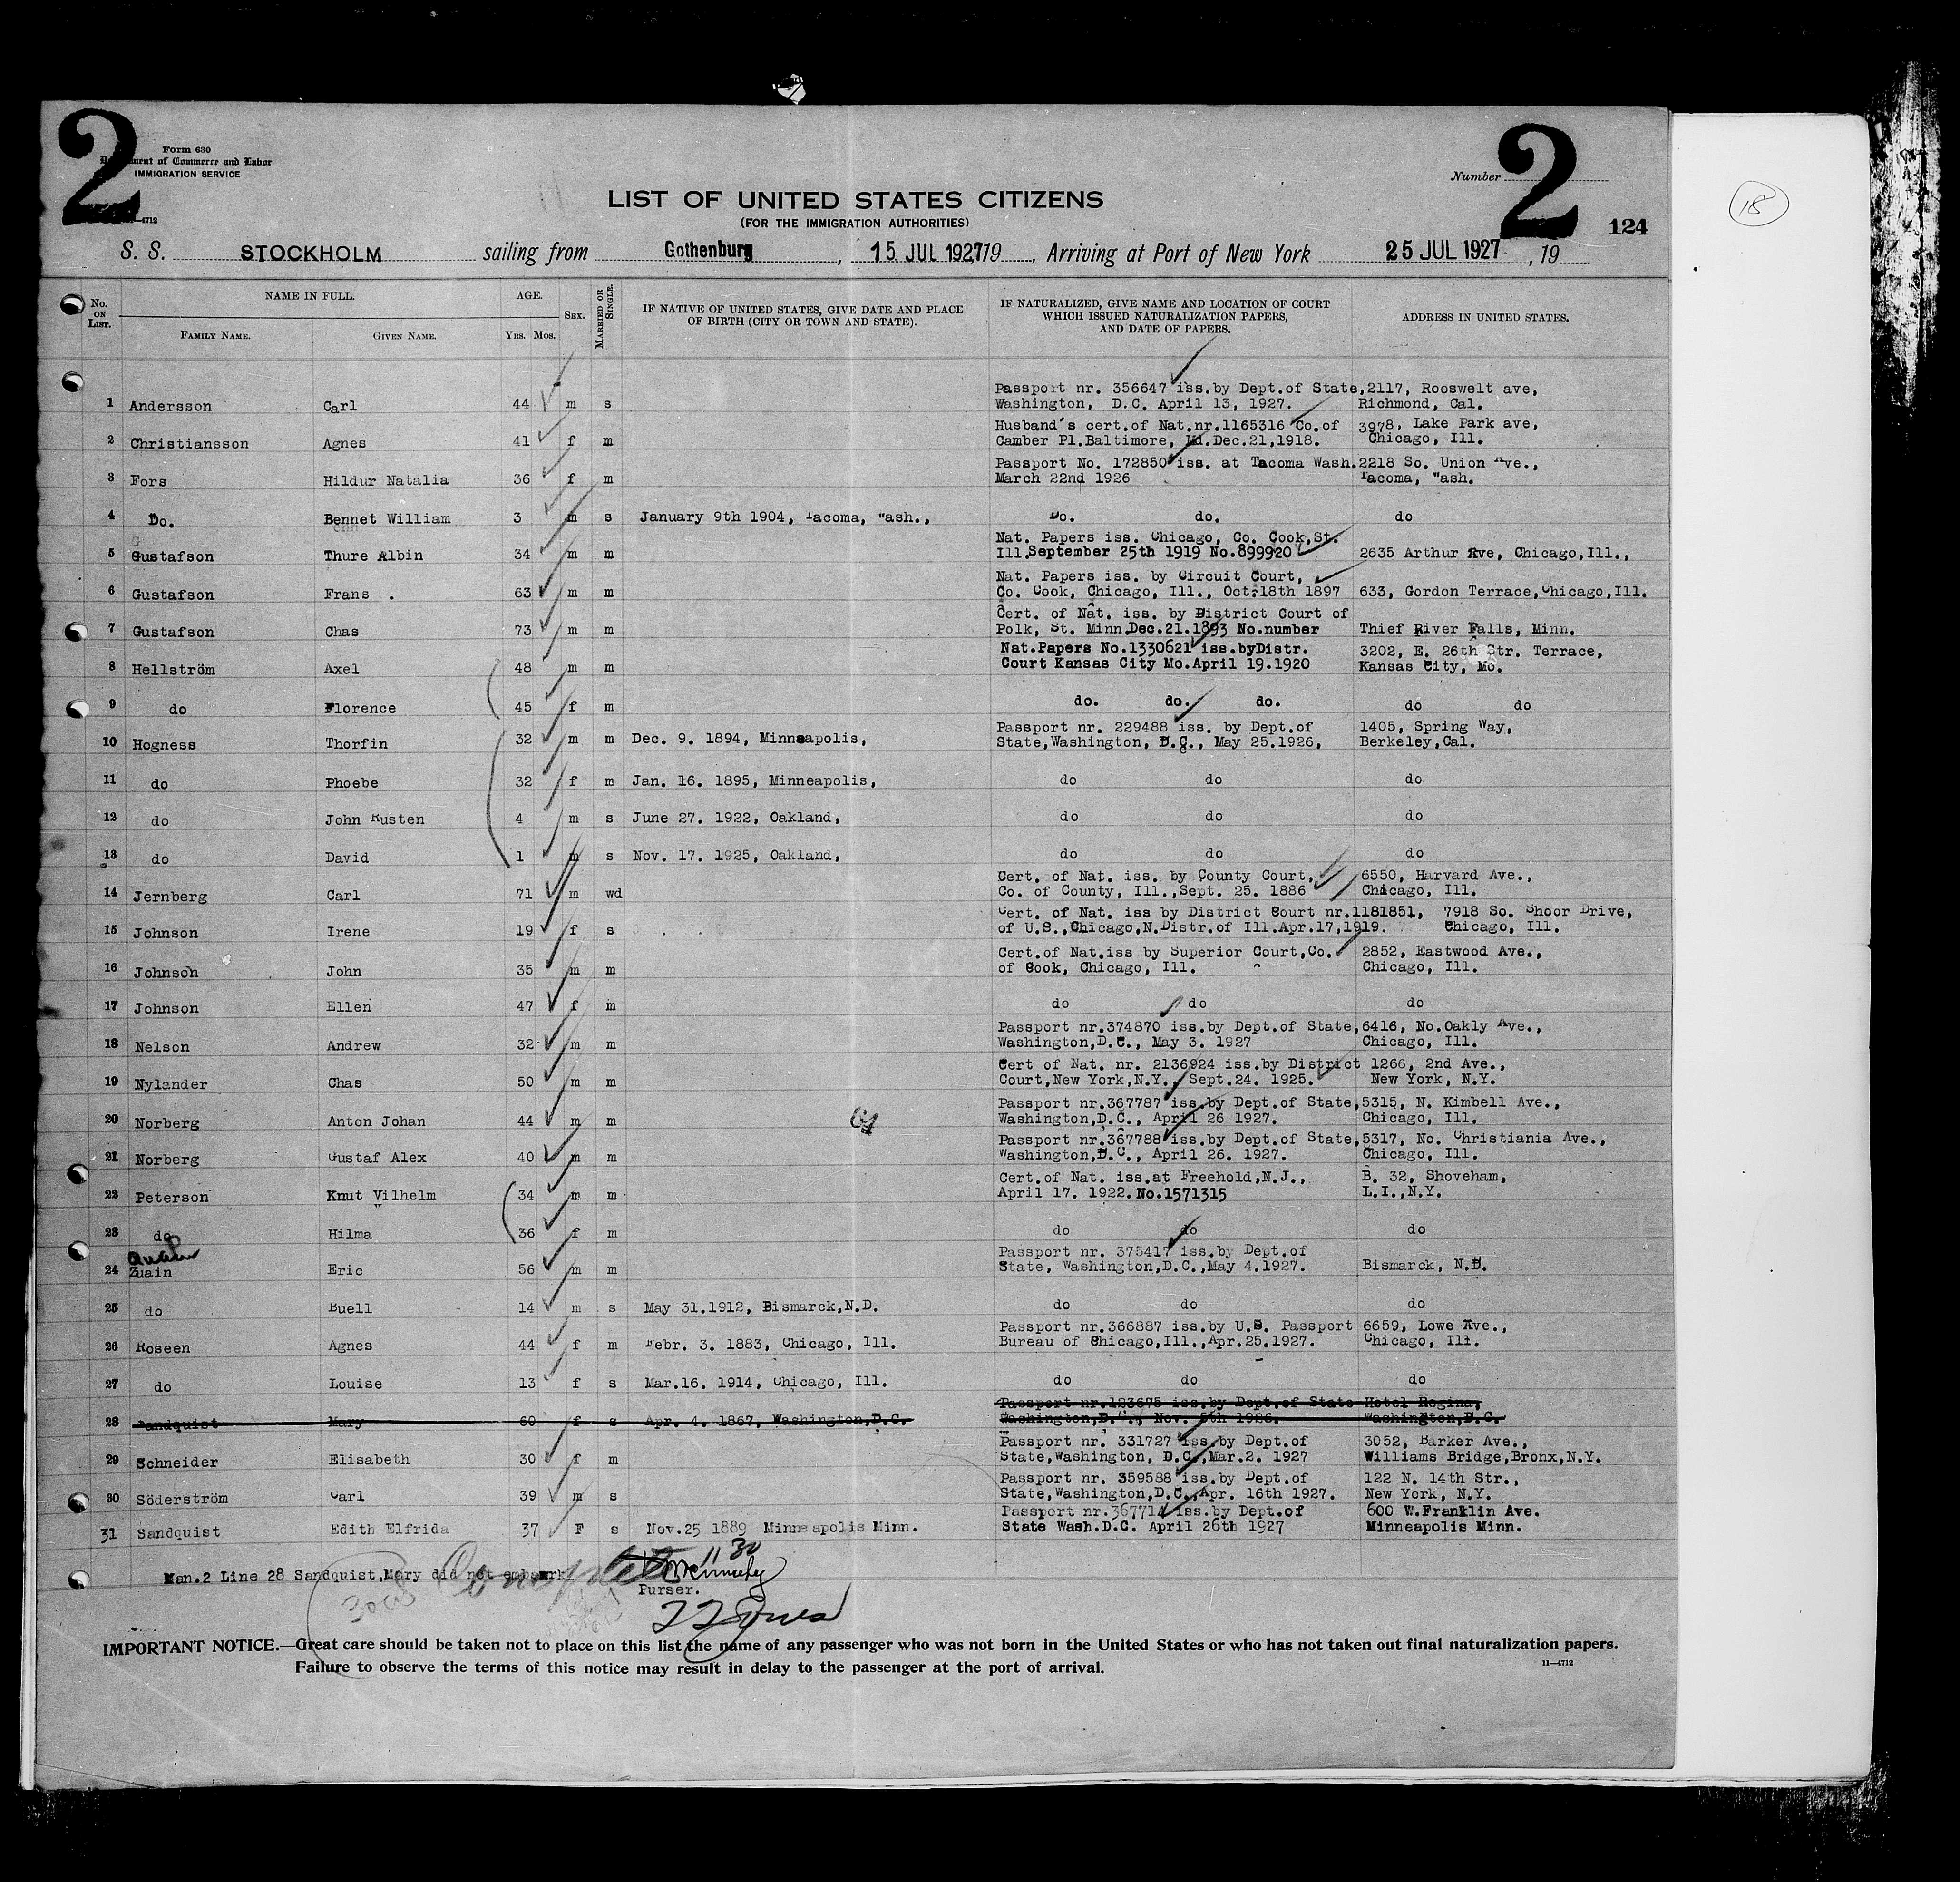 2
Form 630
Department of Commerce and Labor
IMMIGRATION SERVICE
4712
Number
2
124
18
LIST OF UNITED STATES CITIZENS
(FOR THE IMMIGRATION AUTHORITIES)
S. S. STOCKHOLM sailing from Gothenburg, 15 JUL 1927 19, Arriving at Port of New York 25 JUL 1927, 19
No. ON LIST.
NAME IN FULL.
FAMILY NAME.
GIVEN NAME.
AGE.
YRS. MOS.
SEX.
MARRIED OR SINGLE.
IF NATIVE OF UNITED STATES, GIVE DATE AND PLACE
OF BIRTH (CITY OR TOWN AND STATE).
IF NATURALIZED, GIVE NAME AND LOCATION OF COURT
WHICH ISSUED NATURALIZATION PAPERS,
AND DATE OF PAPERS.
ADDRESS IN UNITED STATES.
Passport nr. 356647 iss.by Dept.of State, 2117, Rooswelt ave,
1 Andersson Carl 44 m s Washington, D.C. April 13, 1927. Richmond, Cal.
Husband's cert.of Nat.nr.1165316 Co.of 3978, Lake Park ave,
2 Christiansson Agnes 41 f m Camber Pl.Baltimore, Md.Dec.21,1918. Chicago, Ill.
Passport No. 172850 iss. at Tacoma Wash. 2218 So. Union Ave.,
3 Fors Hildur Natalia 36 f m March 22nd 1926 Tacoma, "ash.
4 Do. Bennet William 3 m s January 9th 1904, Tacoma, "ash., Do. do. do
Nat. Papers iss. Chicago, Co. Cook,St.
5 Gustafson Thure Albin 34 m m Ill.September 25th 1919 No.899920 2635 Arthur Ave, Chicago,Ill.,
Nat. Papers iss. by Circuit Court,
6 Gustafson Frans . 63 m m Co. Cook, Chicago, Ill., Oct.18th 1897 633, Gordon Terrace,Chicago,Ill.
Cert. of Nat. iss. by District Court of
7 Gustafson Chas 73 m m Polk, St. Minn.Dec.21.1893 No.number Thief River Falls, Minn.
Nat.Papers No.1330621 iss.byDistr. 3202, E. 26th Str. Terrace,
8 Hellström Axel 48 m m Court Kansas City Mo.April 19.1920 Kansas City, Mo.
9 do Florence 45 f m do. do. do. do do
Passport nr. 229488 iss. by Dept.of 1405, Spring Way,
10 Hogness Thorfin 32 m m Dec. 9. 1894, Minneapolis, State,Washington, D.C., May 25.1926, Berkeley,Cal.
11 do Phoebe 32 f m Jan. 16. 1895, Minneapolis, do do do
12 do John Rusten 4 m s June 27. 1922, Oakland, do do do
13 do David 1 m s Nov. 17. 1925, Oakland, do do do
Cert. of Nat. iss. by County Court, 6550, Harvard Ave.,
14 Jernberg Carl 71 m wd Co. of County, Ill.,Sept. 25. 1886 Chicago, Ill.
Cert. of Nat. iss by District Court nr.1181851, 7918 So. Shoor Drive,
15 Johnson Irene 19 f s of U.S.,Chicago,N.Distr.of Ill.Apr.17,1919. Chicago, Ill.
Cert.of Nat.iss by Superior Court,Co. 2852, Eastwood Ave.,
16 Johnson John 35 m m of Cook, Chicago, Ill. Chicago, Ill.
17 Johnson Ellen 47 f m do do do
Passport nr.374870 iss.by Dept.of State, 6416, No.Oakly Ave.,
18 Nelson Andrew 32 m m Washington,D.C., May 3. 1927 Chicago, Ill.
Cert of Nat. nr. 2136924 iss.by District 1266, 2nd Ave.,
19 Nylander Chas 50 m m Court,New York,N.Y., Sept.24. 1925. New York, N.Y.
Passport nr.367787 iss.by Dept.of State, 5315, N. Kimbell Ave.,
20 Norberg Anton Johan 44 m m Washington,D.C., April 26 1927. Chicago, Ill.
Passport nr.367788 iss.by Dept.of State, 5317, No. Christiania Ave.,
21 Norberg Gustaf Alex 40 m m Washington,D.C., April 26. 1927. Chicago, Ill.
Cert.of Nat. iss.at Freehold,N.J., B. 32, Shoveham,
22 Peterson Knut Vilhelm 34 m m April 17. 1922.No.1571315 L.I.,N.Y.
23 do Hilma 36 f m do do do
Passport nr. 375417 iss.by Dept.of
24 Zuain Eric 56 m m State, Washington,D.C.,May 4.1927. Bismarck, N.D.
25 do Buell 14 m s May 31.1912, Bismarck,N.D. do do do
Passport nr.366887 iss.by U.S. Passport 6659, Lowe Ave.,
26 Roseen Agnes 44 f m Febr. 3. 1883, Chicago, Ill. Bureau of Chicago,Ill.,Apr.25.1927. Chicago, Ill.
27 do Louise 13 f s Mar.16. 1914, Chicago, Ill. do do do
Passport nr.123675 iss.by Dept.of State Hotel Regina,
28 Sandquist Mary 60 f s Apr. 4. 1867, Washington,D.C. Washington,D.C., Nov. 5th 1926. Washington,D.C.
Passport nr. 331727 iss.by Dept.of 3052, Barker Ave.,
29 Schneider Elisabeth 30 f m State,Washington, D.C.,Mar.2. 1927 Williams Bridge,Bronx,N.Y.
Passport nr. 359588 iss.by Dept.of 122 N. 14th Str.,
30 Söderström Carl 39 m s State,Washington,D.C.,Apr. 16th 1927. New York, N.Y.
Passport nr.367714 iss.by Dept.of 600 W.Franklin Ave.
31 Sandquist Edith Elfrida 37 F s Nov.25 1889 Minneapolis Minn. State Wash.D.C. April 26th 1927 Minneapolis Minn.
11 30
Man.2 Line 28 Sandquist,Mary did not embark
Complete
Purser.
IMPORTANT NOTICE.—Great care should be taken not to place on this list the name of any passenger who was not born in the United States or who has not taken out final naturalization papers.
Failure to observe the terms of this notice may result in delay to the passenger at the port of arrival.
11—4712